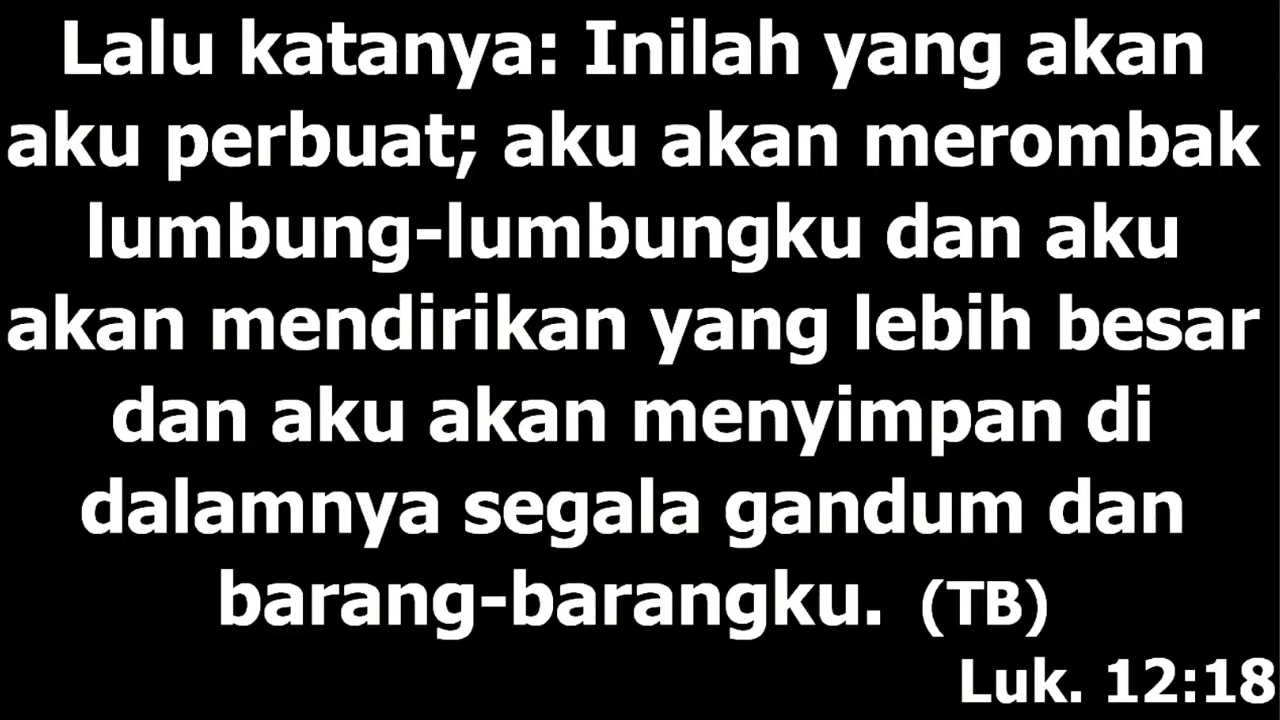 Lalu katanya: Inilah yang akan
aku perbuat; aku akan merombak
lumbung-lumbungku dan aku
akan mendirikan yang lebih besar
dan aku akan menyimpan di
dalamnya segala gandum dan
barang-barangku. (TB)
Luk. 12:18